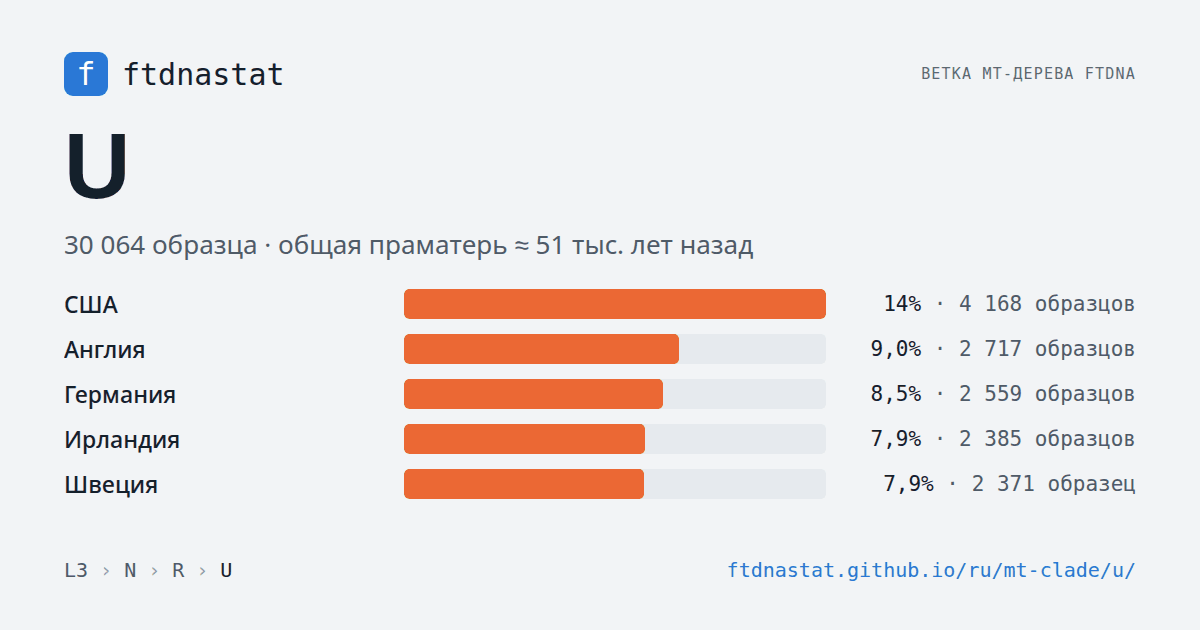 f ftdnastat
ВЕТКА МТ-ДЕРЕВА FTDNA
U
30 064 образца · общая праматерь ≈ 51 тыс. лет назад
США 14% · 4 168 образцов
Англия 9,0% · 2 717 образцов
Германия 8,5% · 2 559 образцов
Ирландия 7,9% · 2 385 образцов
Швеция 7,9% · 2 371 образец
L3 › N › R › U
ftdnastat.github.io/ru/mt-clade/u/